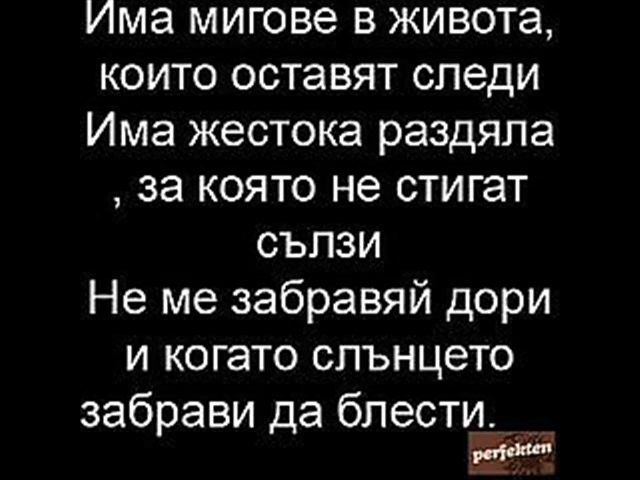 Има мигове в живота,
които оставят следи
Има жестока раздяла
, за която не стигат
сълзи
Не ме забравяй дори
и когато слънцето
забрави да блести.
perfekten